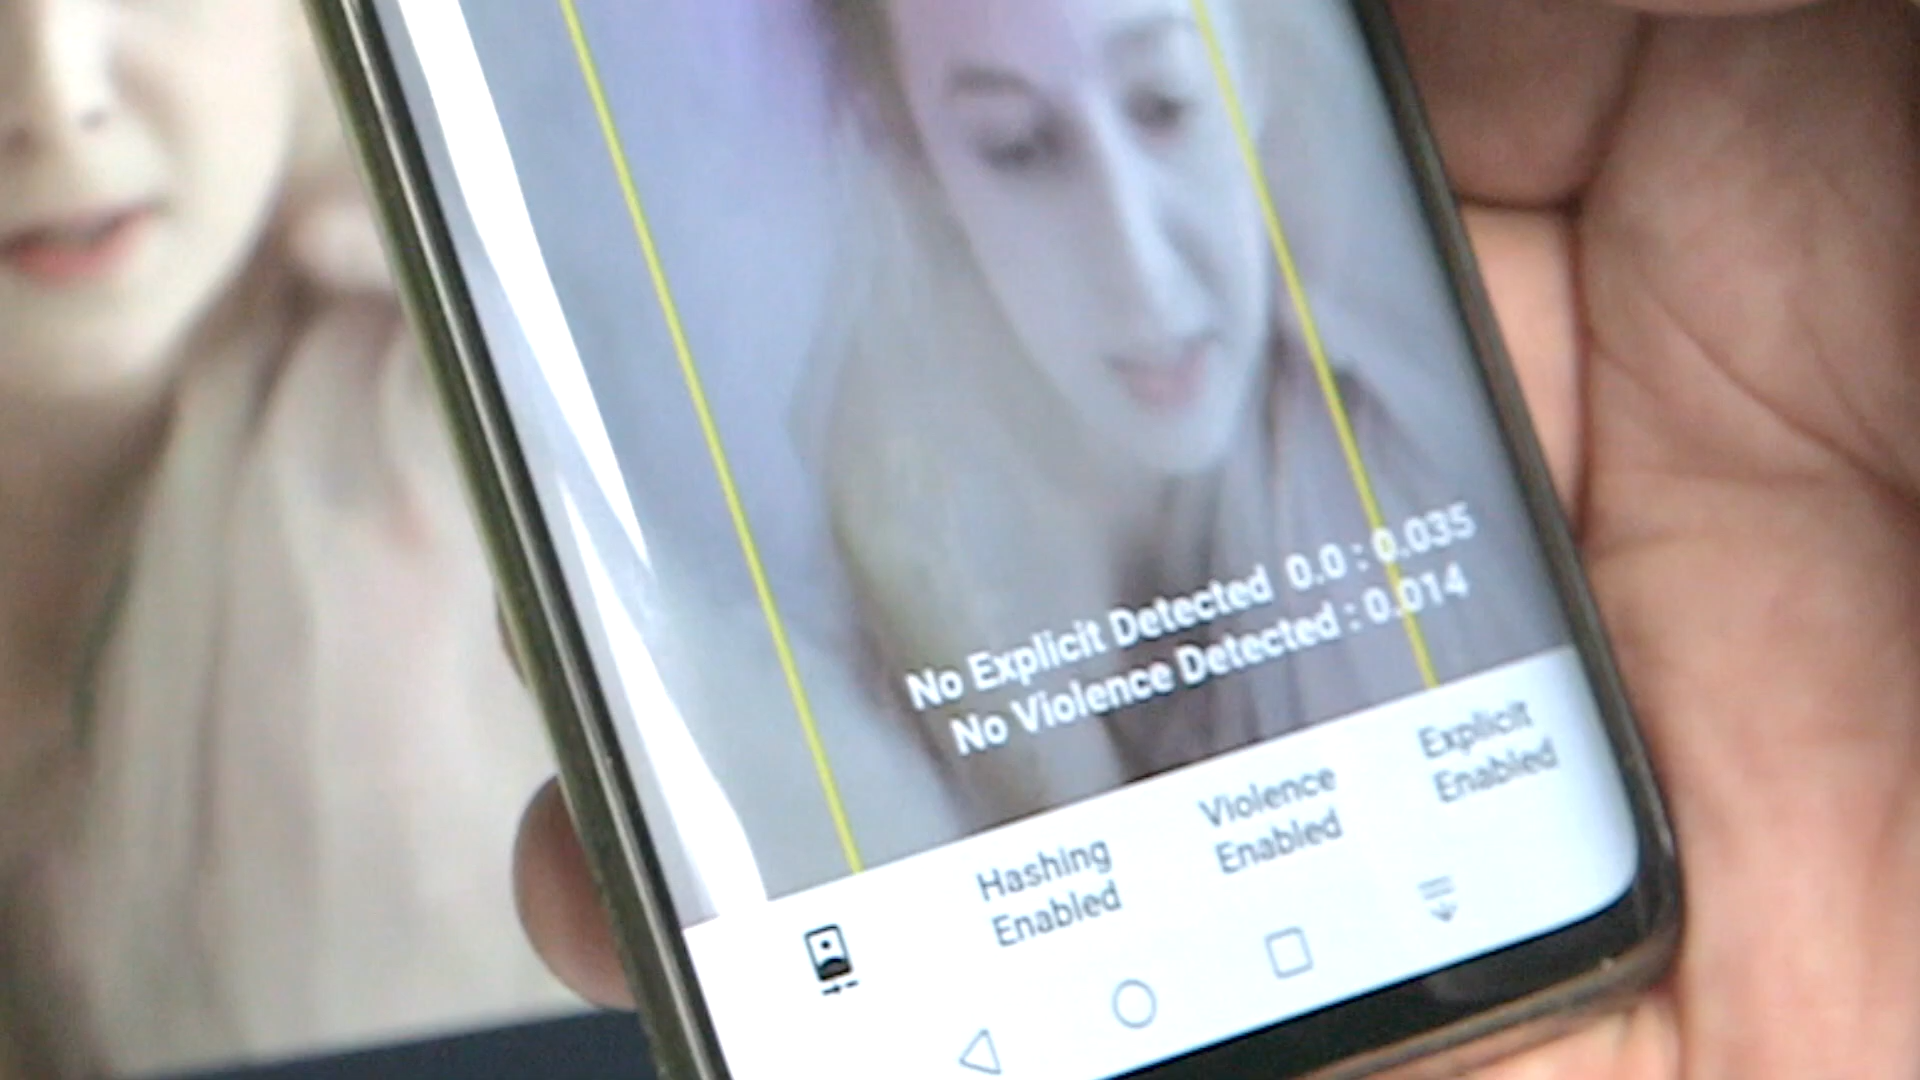 No Explicit Detected 0.0 : 0.035
No Violence Detected : 0.014
Hashing
Enabled
Violence
Enabled
Explicit
Enabled